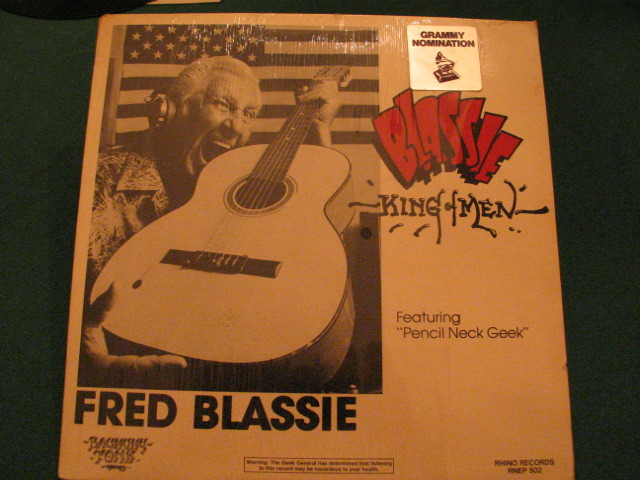 GRAMMY
NOMINATION
BLASSIE
-KING of MEN-
Featuring
"Pencil Neck Geek"
FRED BLASSIE
Warning: The Geek General has determined that listening
to this record may be hazardous to your health.
RHINO RECORDS
RNEP 502